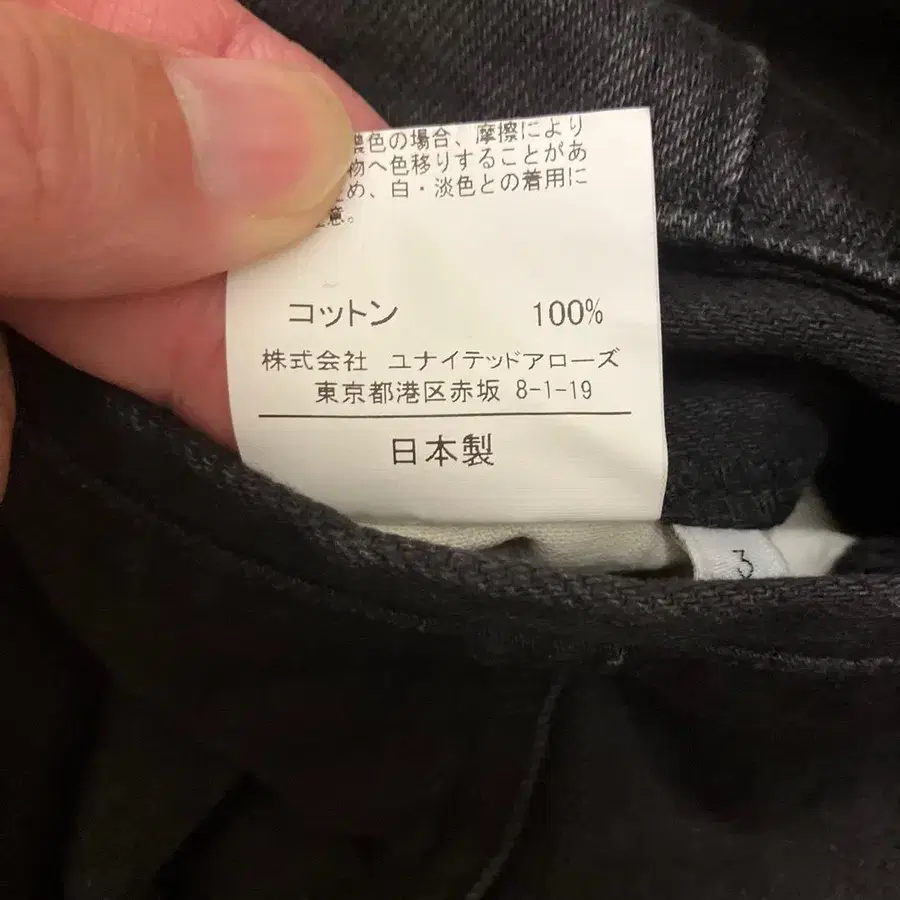 濃色の場合、摩擦により
物へ色移りすることがあ
め、白・淡色との着用に
意。
コットン 100%
株式会社 ユナイテッドアローズ
東京都港区赤坂 8-1-19
日本製
3